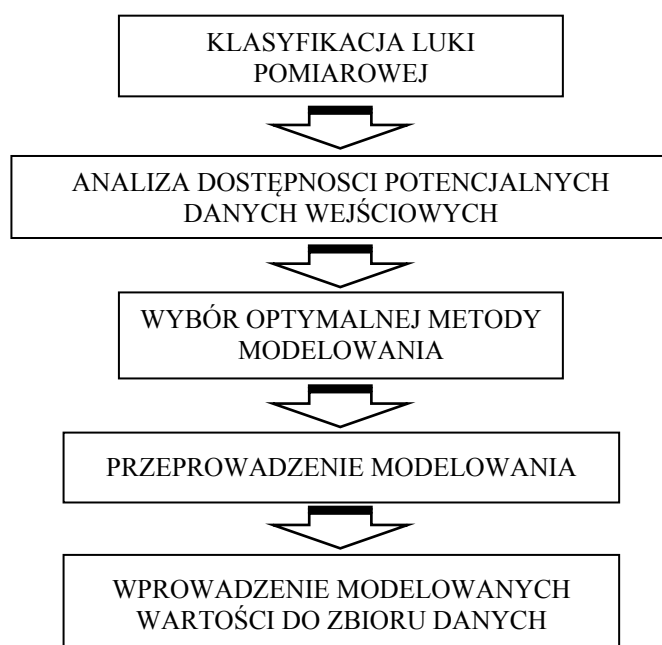 KLASYFIKACJA LUKI
POMIAROWEJ
ANALIZA DOSTĘPNOSCI POTENCJALNYCH
DANYCH WEJŚCIOWYCH
WYBÓR OPTYMALNEJ METODY
MODELOWANIA
PRZEPROWADZENIE MODELOWANIA
WPROWADZENIE MODELOWANYCH
WARTOŚCI DO ZBIORU DANYCH